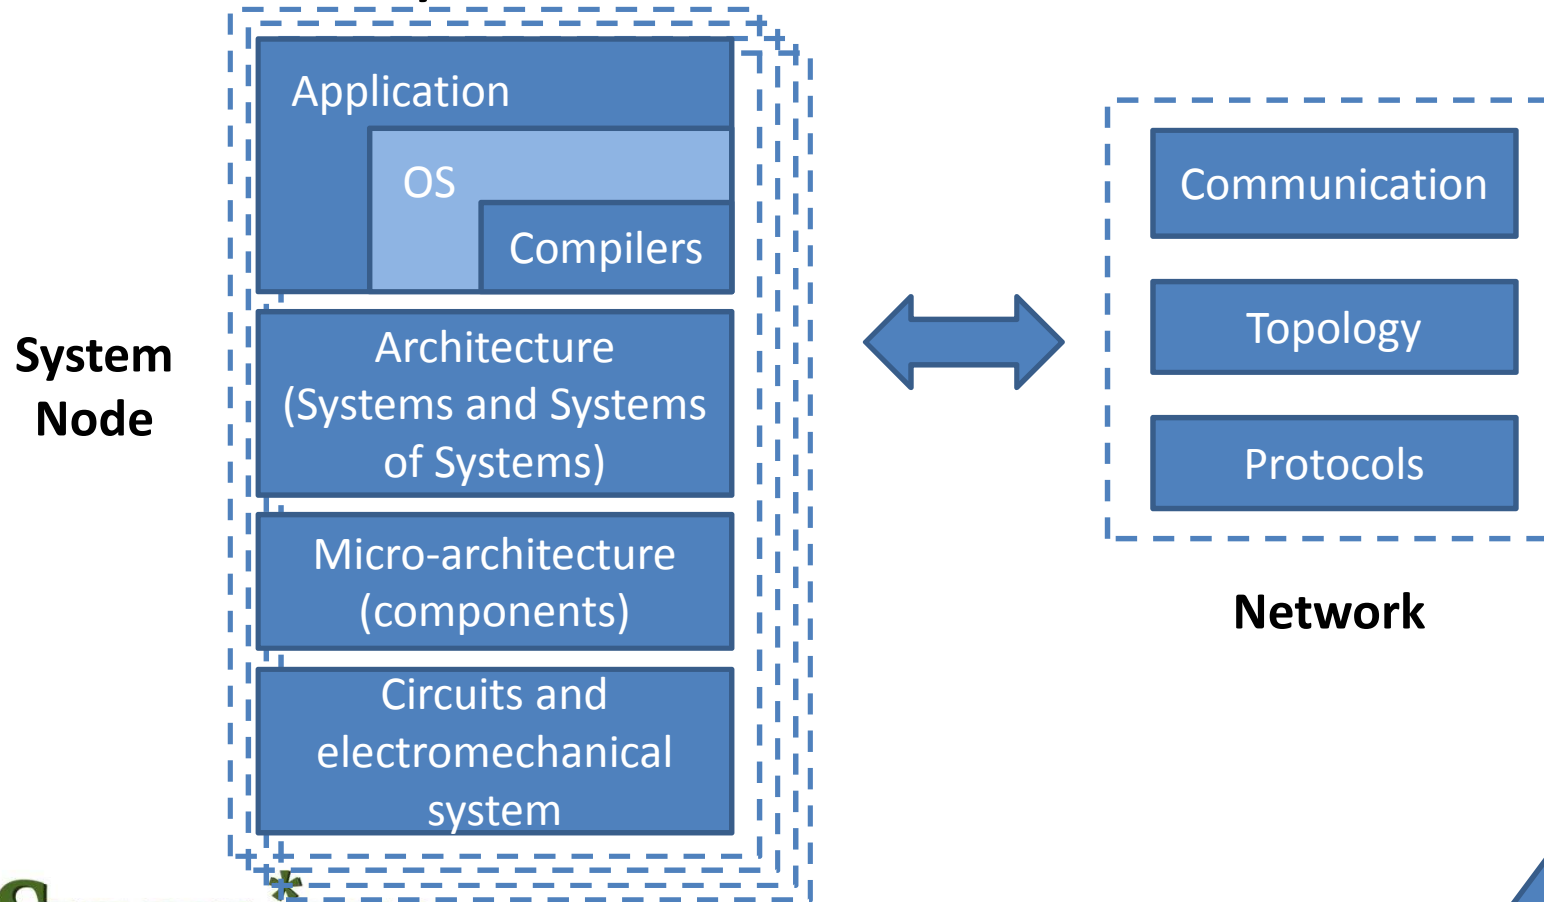 Application
OS
Compilers
System
Node
Architecture
(Systems and Systems
of Systems)
Micro-architecture
(components)
Circuits and
electromechanical
system
Communication
Topology
Protocols
Network